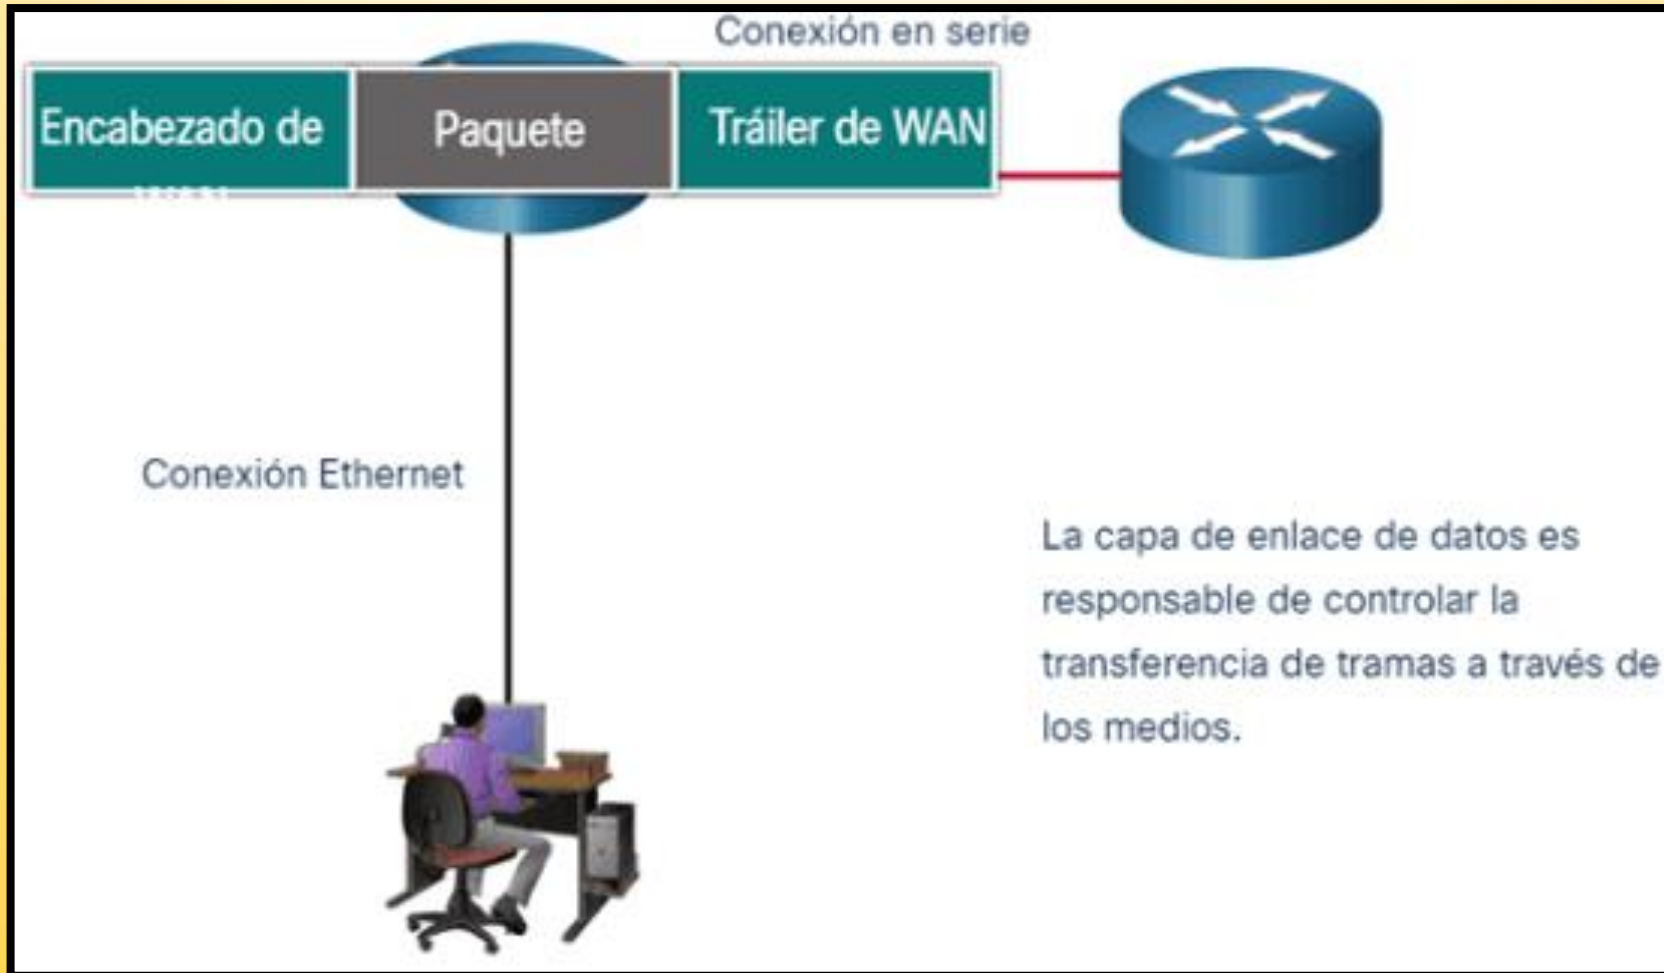 Conexión en serie
Encabezado de
Paquete
Tráiler de WAN
Conexión Ethernet
La capa de enlace de datos es
responsable de controlar la
transferencia de tramas a través de
los medios.